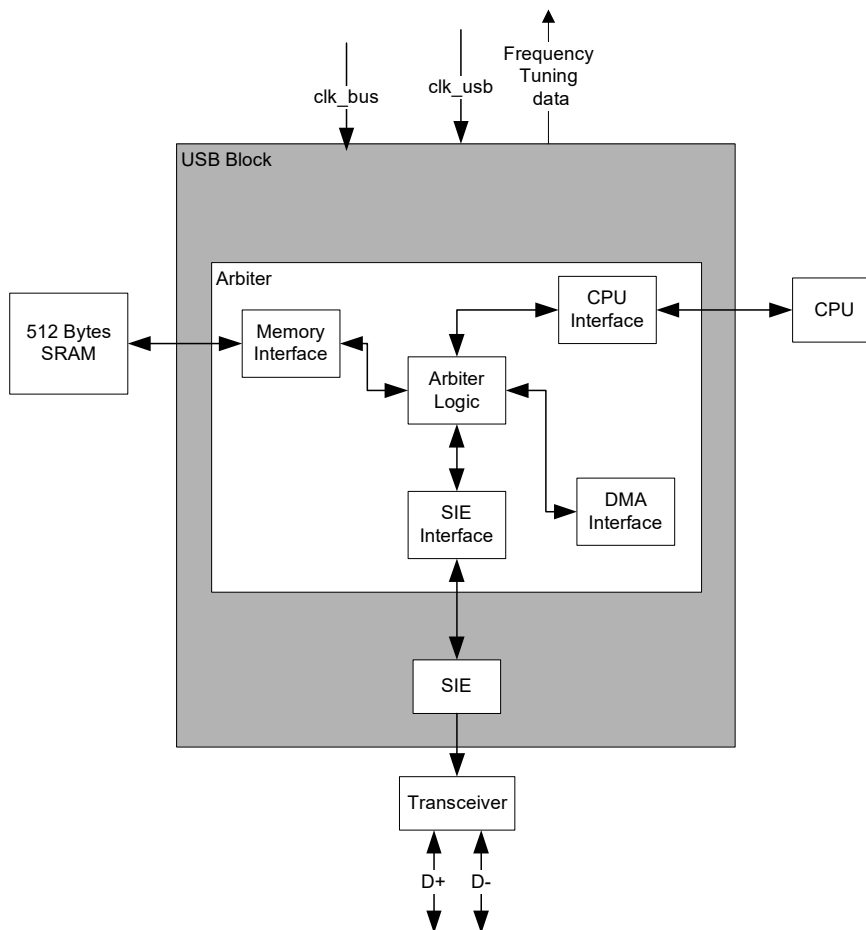 Frequency
Tuning
data
clk_bus
clk_usb
USB Block
Arbiter
512 Bytes
SRAM
Memory
Interface
CPU
Interface
CPU
Arbiter
Logic
SIE
Interface
DMA
Interface
SIE
Transceiver
D+
D-